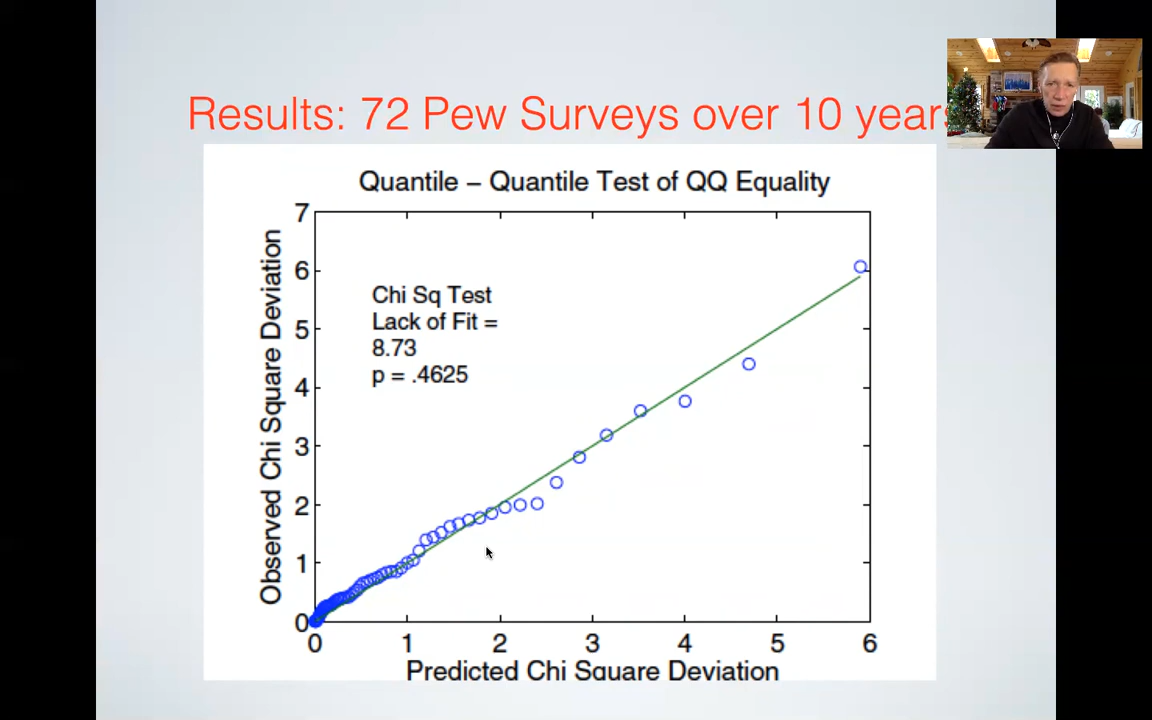 Results: 72 Pew Surveys over 10 years
Quantile – Quantile Test of QQ Equality
7
6
5
4
3
2
1
0
Observed Chi Square Deviation
Chi Sq Test
Lack of Fit =
8.73
p = .4625
0 1 2 3 4 5 6
Predicted Chi Square Deviation